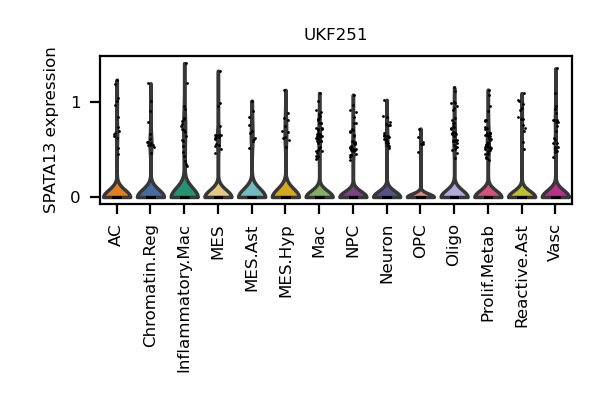 UKF251
SPATA13 expression
1
0
AC
Chromatin.Reg
Inflammatory.Mac
MES
MES.Ast
MES.Hyp
Mac
NPC
Neuron
OPC
Oligo
Prolif.Metab
Reactive.Ast
Vasc